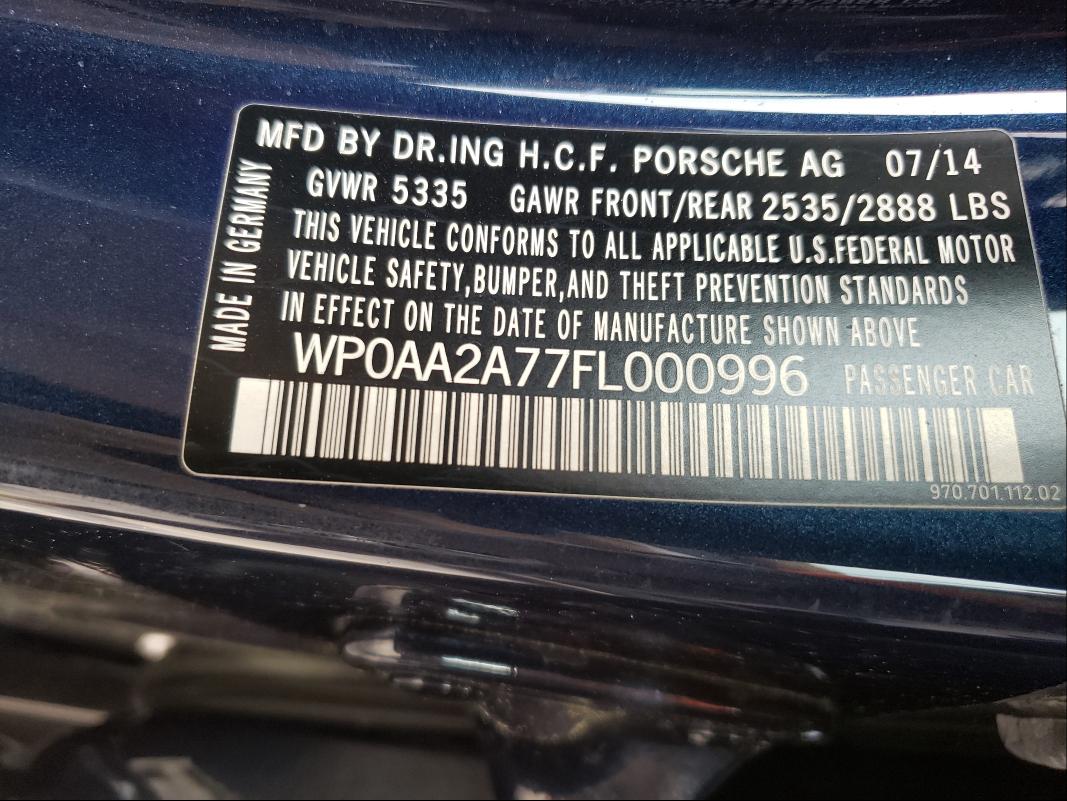 MFD BY DR.ING H.C.F. PORSCHE AG 07/14
GVWR 5335 GAWR FRONT/REAR 2535/2888 LBS
THIS VEHICLE CONFORMS TO ALL APPLICABLE U.S.FEDERAL MOTOR
VEHICLE SAFETY,BUMPER,AND THEFT PREVENTION STANDARDS
IN EFFECT ON THE DATE OF MANUFACTURE SHOWN ABOVE
WP0AA2A77FL000996 PASSENGER CAR
970.701.112.02
MADE IN GERMANY